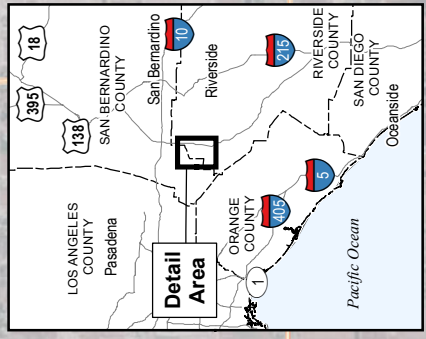 LOS ANGELES
COUNTY
Pasadena
138
395
18
SAN BERNARDINO
COUNTY
San Bernardino
10
Riverside
215
RIVERSIDE
COUNTY
SAN DIEGO
COUNTY
Oceanside
5
405
ORANGE
COUNTY
1
Detail
Area
Pacific Ocean